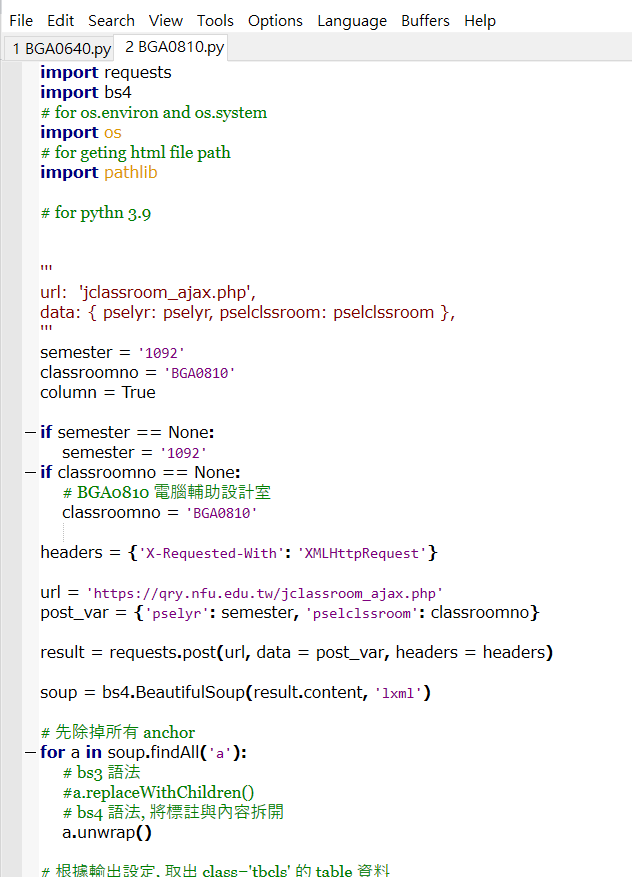 File Edit Search View Tools Options Language Buffers Help
1 BGA0640.py 2 BGA0810.py
import requests
import bs4
# for os.environ and os.system
import os
# for geting html file path
import pathlib
# for pythn 3.9
'''
url: 'jclassroom_ajax.php',
data: { pselyr: pselyr, pselclssroom: pselclssroom },
'''
semester = '1092'
classroomno = 'BGA0810'
column = True
if semester == None:
semester = '1092'
if classroomno == None:
# BGA0810 電腦輔助設計室
classroomno = 'BGA0810'
headers = {'X-Requested-With': 'XMLHttpRequest'}
url = 'https://qry.nfu.edu.tw/jclassroom_ajax.php'
post_var = {'pselyr': semester, 'pselclssroom': classroomno}
result = requests.post(url, data = post_var, headers = headers)
soup = bs4.BeautifulSoup(result.content, 'lxml')
# 先除掉所有 anchor
for a in soup.findAll('a'):
# bs3 語法
#a.replaceWithChildren()
# bs4 語法, 將標註與內容拆開
a.unwrap()
# 根據輸出設定, 取出 class='tbcls' 的 table 資料